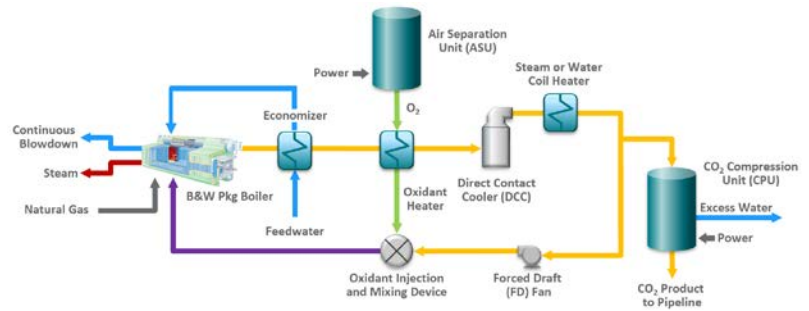 Air Separation
Unit (ASU)
Power
Steam or Water
Coil Heater
O2
Economizer
Continuous
Blowdown
Steam
B&W Pkg Boiler
Natural Gas
Feedwater
Oxidant
Heater
Direct Contact
Cooler (DCC)
CO2 Compression
Unit (CPU)
Excess Water
Power
Oxidant Injection
and Mixing Device
Forced Draft
(FD) Fan
CO2 Product
to Pipeline